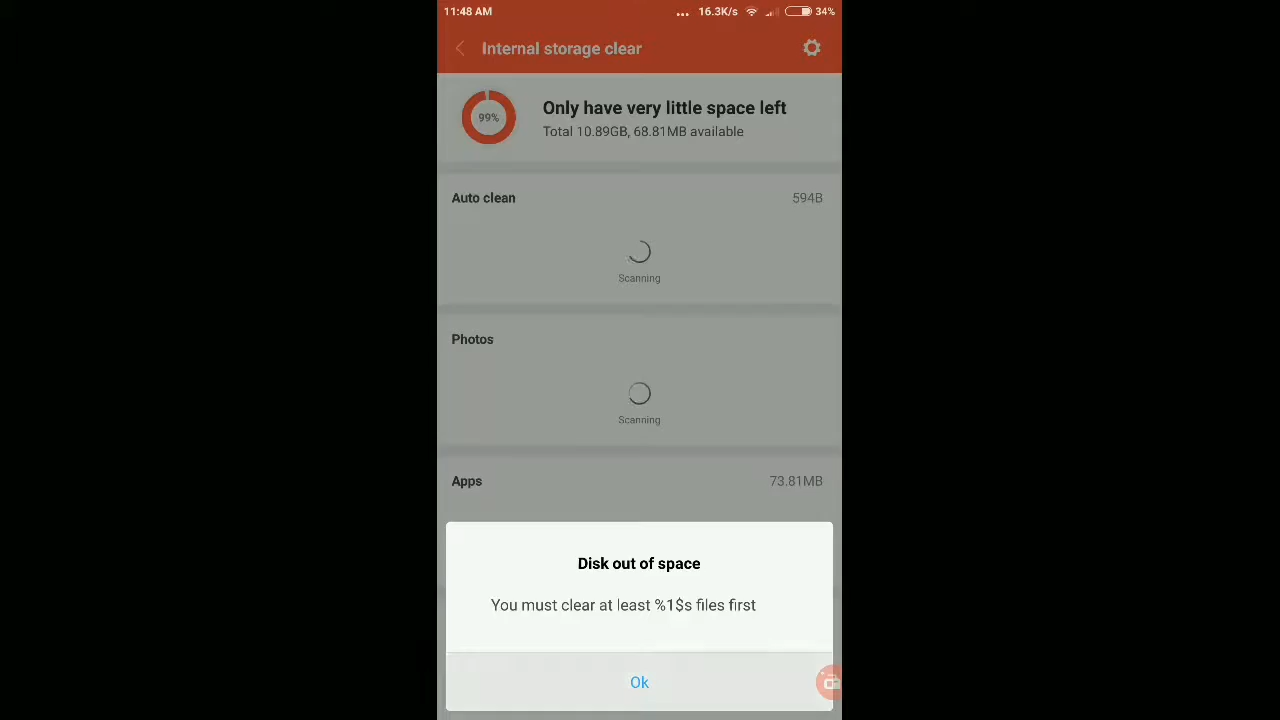 11:48 AM ... 16.3K/s 34%
Internal storage clear
99%
Only have very little space left
Total 10.89GB, 68.81MB available
Auto clean 594B
Scanning
Photos
Scanning
Apps 73.81MB
Disk out of space
You must clear at least %1$s files first
Ok